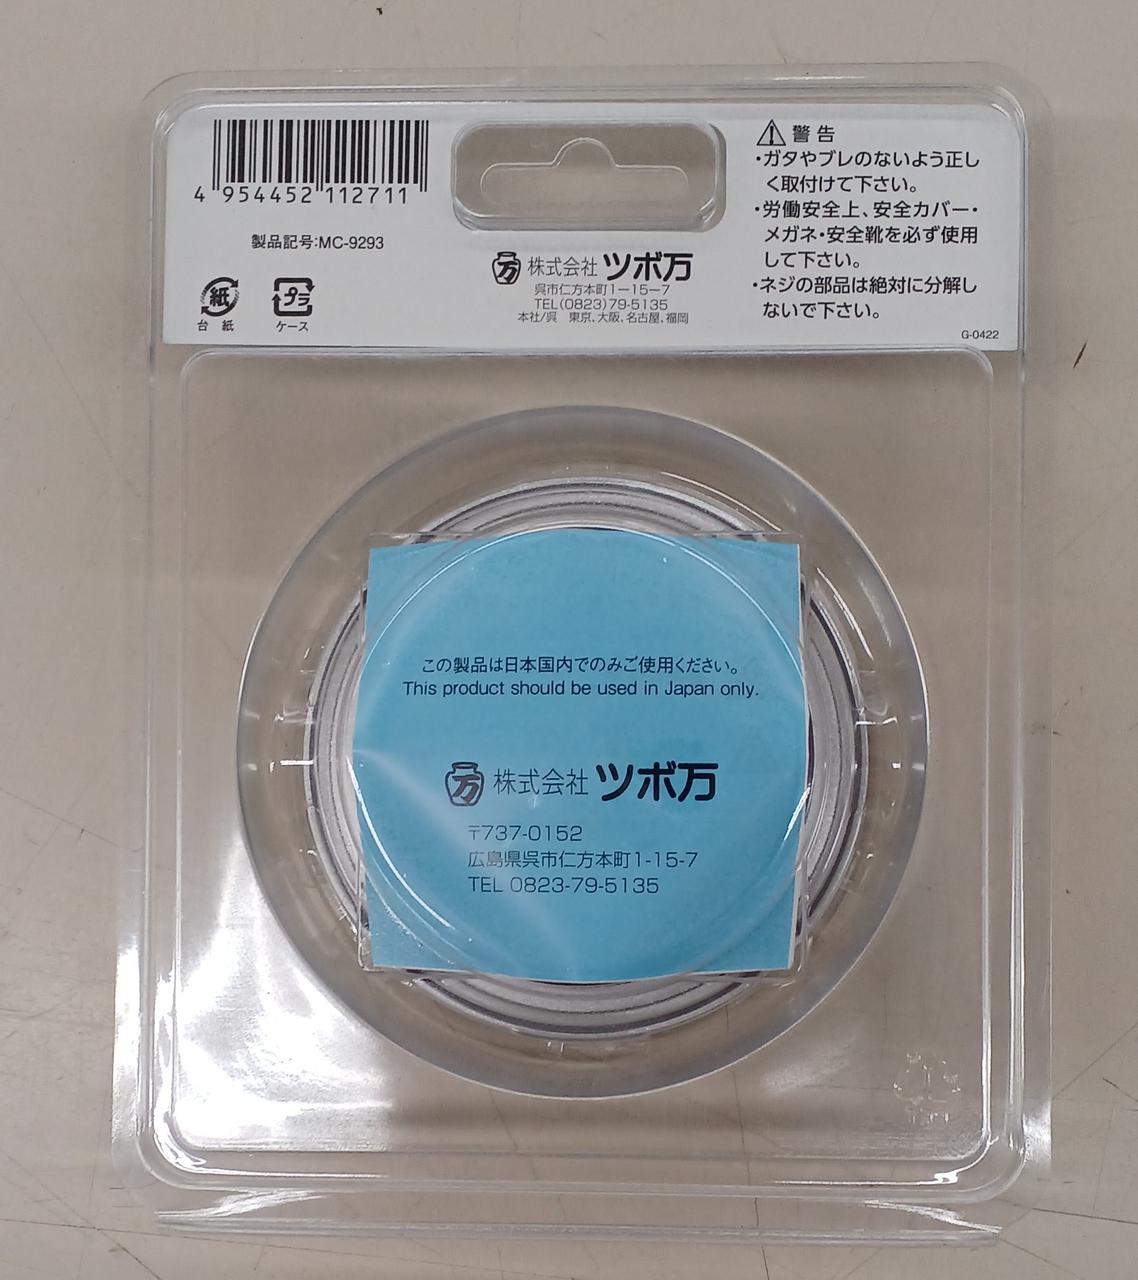 4 954452 112711
製品記号:MC-9293
紙
台 紙
プラ
ケース
万 株式会社 ツボ万
呉市仁方本町1-15-7
TEL(0823)79-5135
本社/呉 東京、大阪、名古屋、福岡
警告
・ガタやブレのないよう正し
く取付けて下さい。
・労働安全上、安全カバー・
メガネ・安全靴を必ず使用
して下さい。
・ネジの部品は絶対に分解し
ないで下さい。
G-0422
この製品は日本国内でのみご使用ください。
This product should be used in Japan only.
万 株式会社 ツボ万
〒737-0152
広島県呉市仁方本町1-15-7
TEL 0823-79-5135